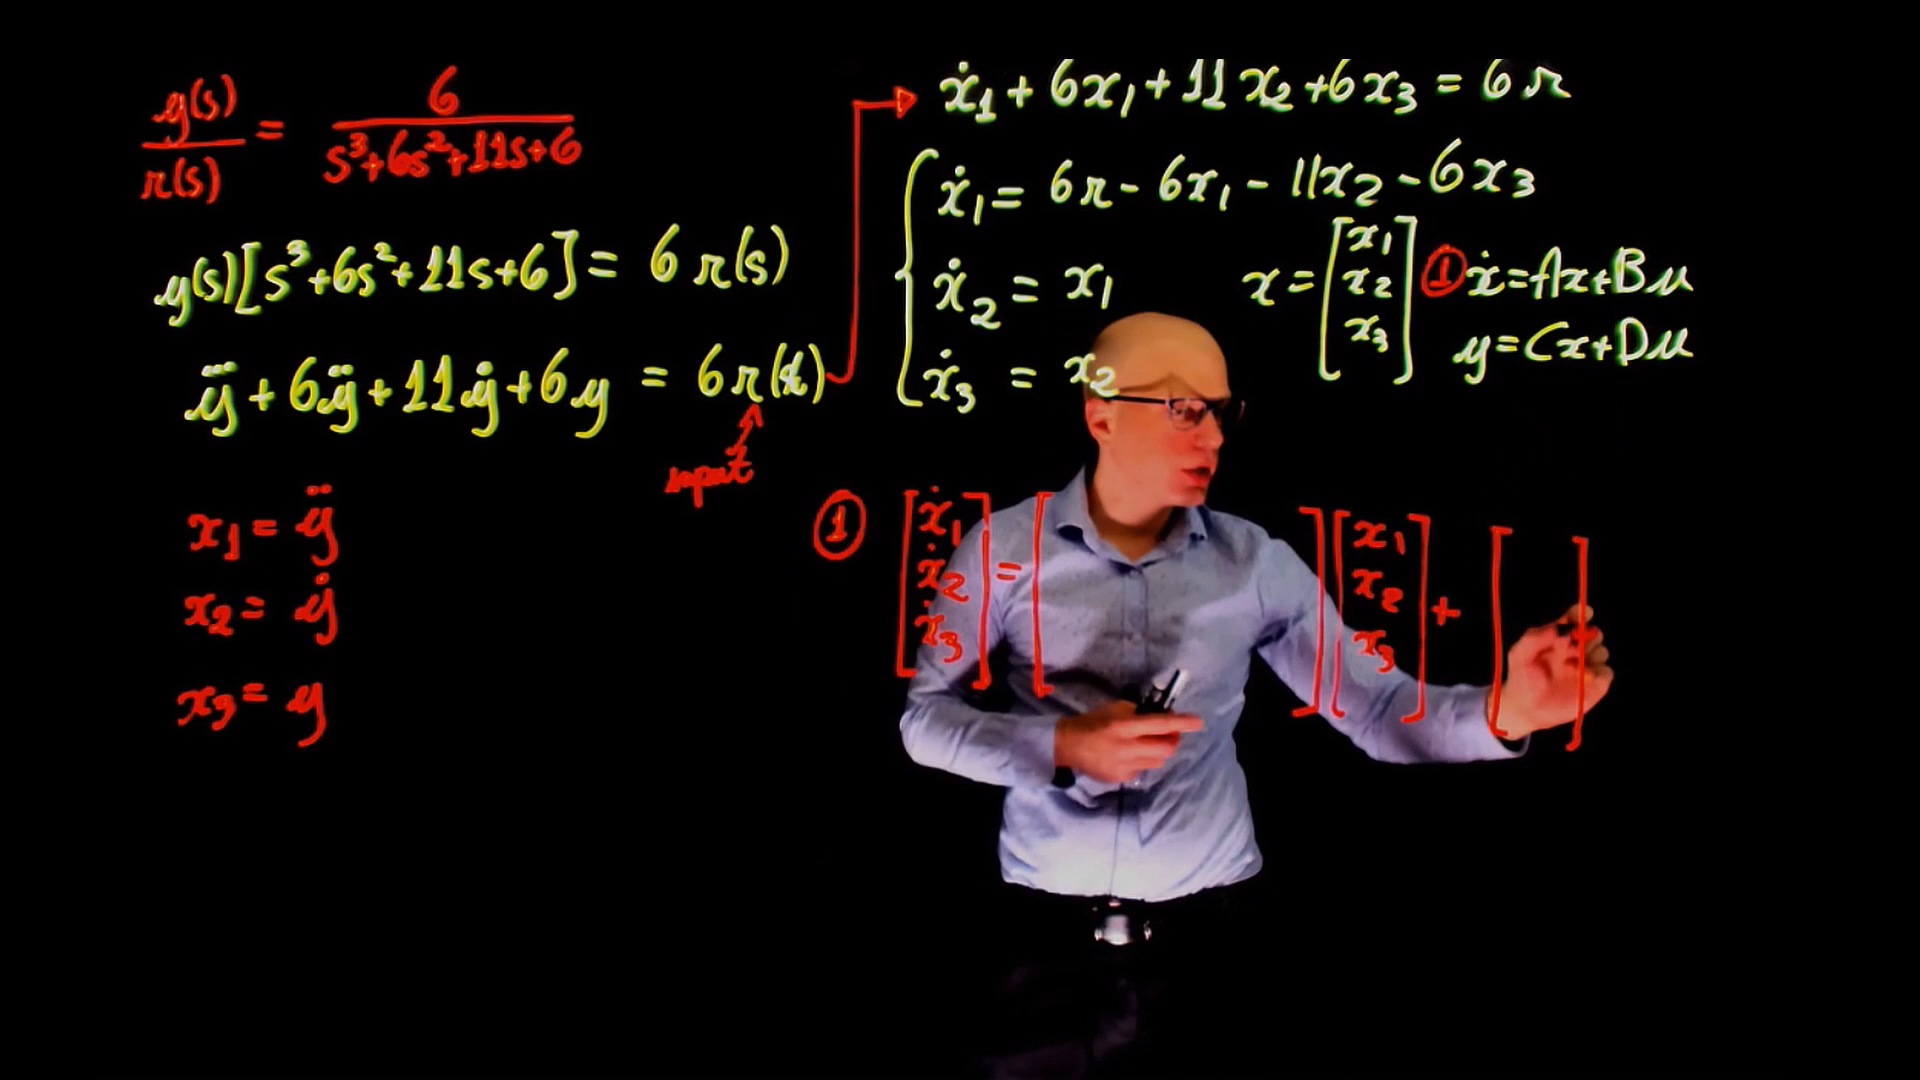 y(s)/r(s) = 6/(s³+6s²+11s+6)
y(s)[s³+6s²+11s+6] = 6 r(s)
y⃛ + 6ÿ + 11ẏ + 6y = 6r(t)
input
x₁ = ÿ
x₂ = ẏ
x₃ = y
ẋ₁ + 6x₁ + 11x₂ + 6x₃ = 6r
ẋ₁ = 6r - 6x₁ - 11x₂ - 6x₃
ẋ₂ = x₁
ẋ₃ = x₂
x = [x₁ x₂ x₃]
① ẋ = Ax + Bu
y = Cx + Du
① [ẋ₁ ẋ₂ ẋ₃] = [ ] [x₁ x₂ x₃] + [ ]